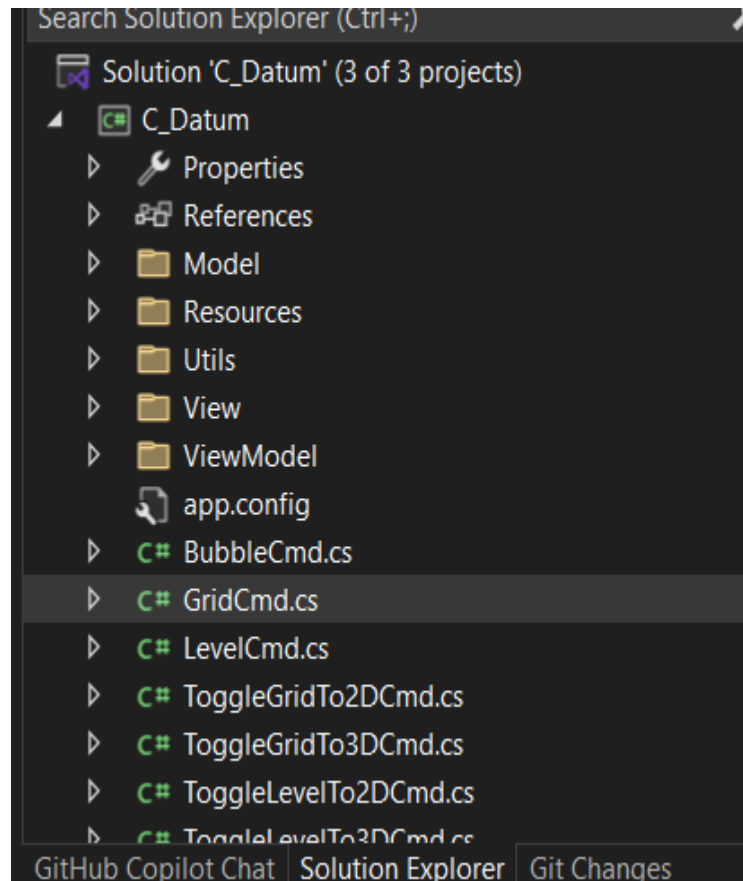 Search Solution Explorer (Ctrl+;)
Solution 'C_Datum' (3 of 3 projects)
C# C_Datum
Properties
References
Model
Resources
Utils
View
ViewModel
app.config
C# BubbleCmd.cs
C# GridCmd.cs
C# LevelCmd.cs
C# ToggleGridTo2DCmd.cs
C# ToggleGridTo3DCmd.cs
C# ToggleLevelTo2DCmd.cs
C# ToggleLevelTo3DCmd.cs
GitHub Copilot Chat Solution Explorer Git Changes